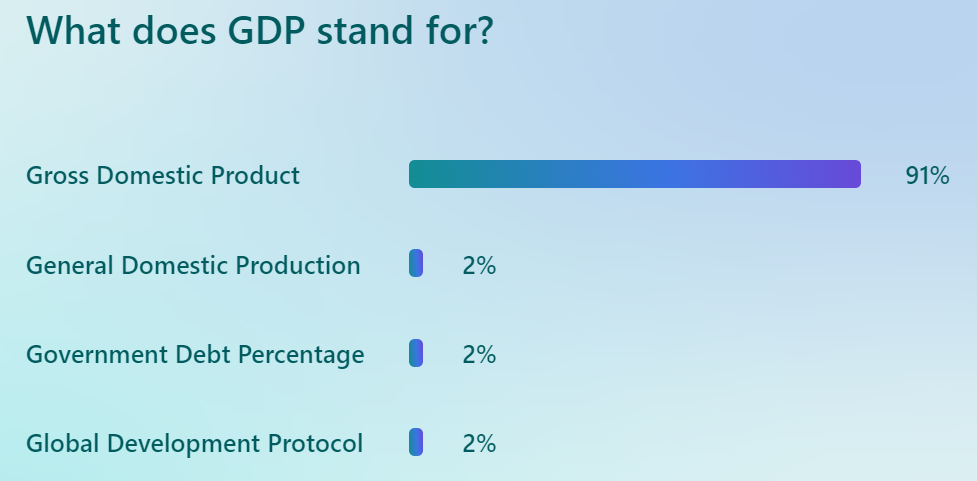 What does GDP stand for?
Gross Domestic Product 91%
General Domestic Production 2%
Government Debt Percentage 2%
Global Development Protocol 2%